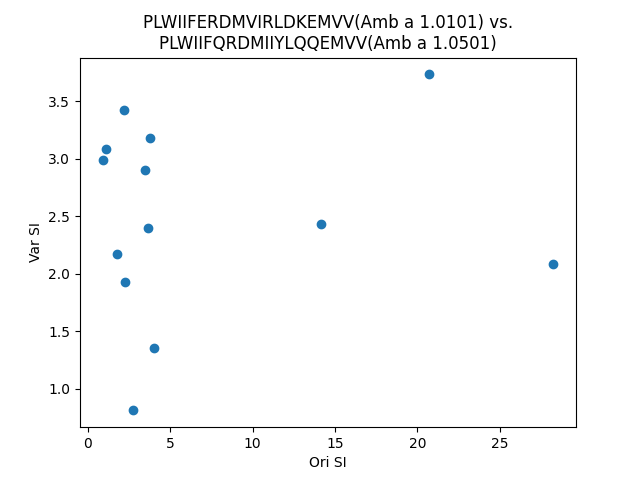 PLWIIFERDMVIRLDKEMVV(Amb a 1.0101) vs.
PLWIIFQRDMIIYLQQEMVV(Amb a 1.0501)
3.5
3.0
2.5
2.0
1.5
1.0
Var SI
0 5 10 15 20 25
Ori SI